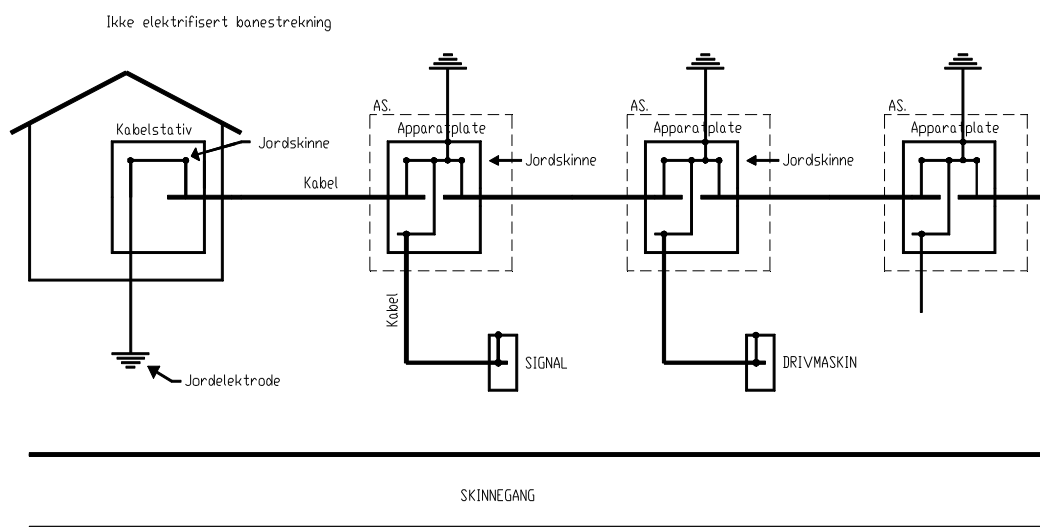 Ikke elektrifisert banestrekning
AS.
AS.
AS.
Kabelstativ
Apparatplate
Apparatplate
Apparatplate
Jordskinne
Jordskinne
Jordskinne
Kabel
Kabel
SIGNAL
DRIVMASKIN
Jordelektrode
SKINNEGANG